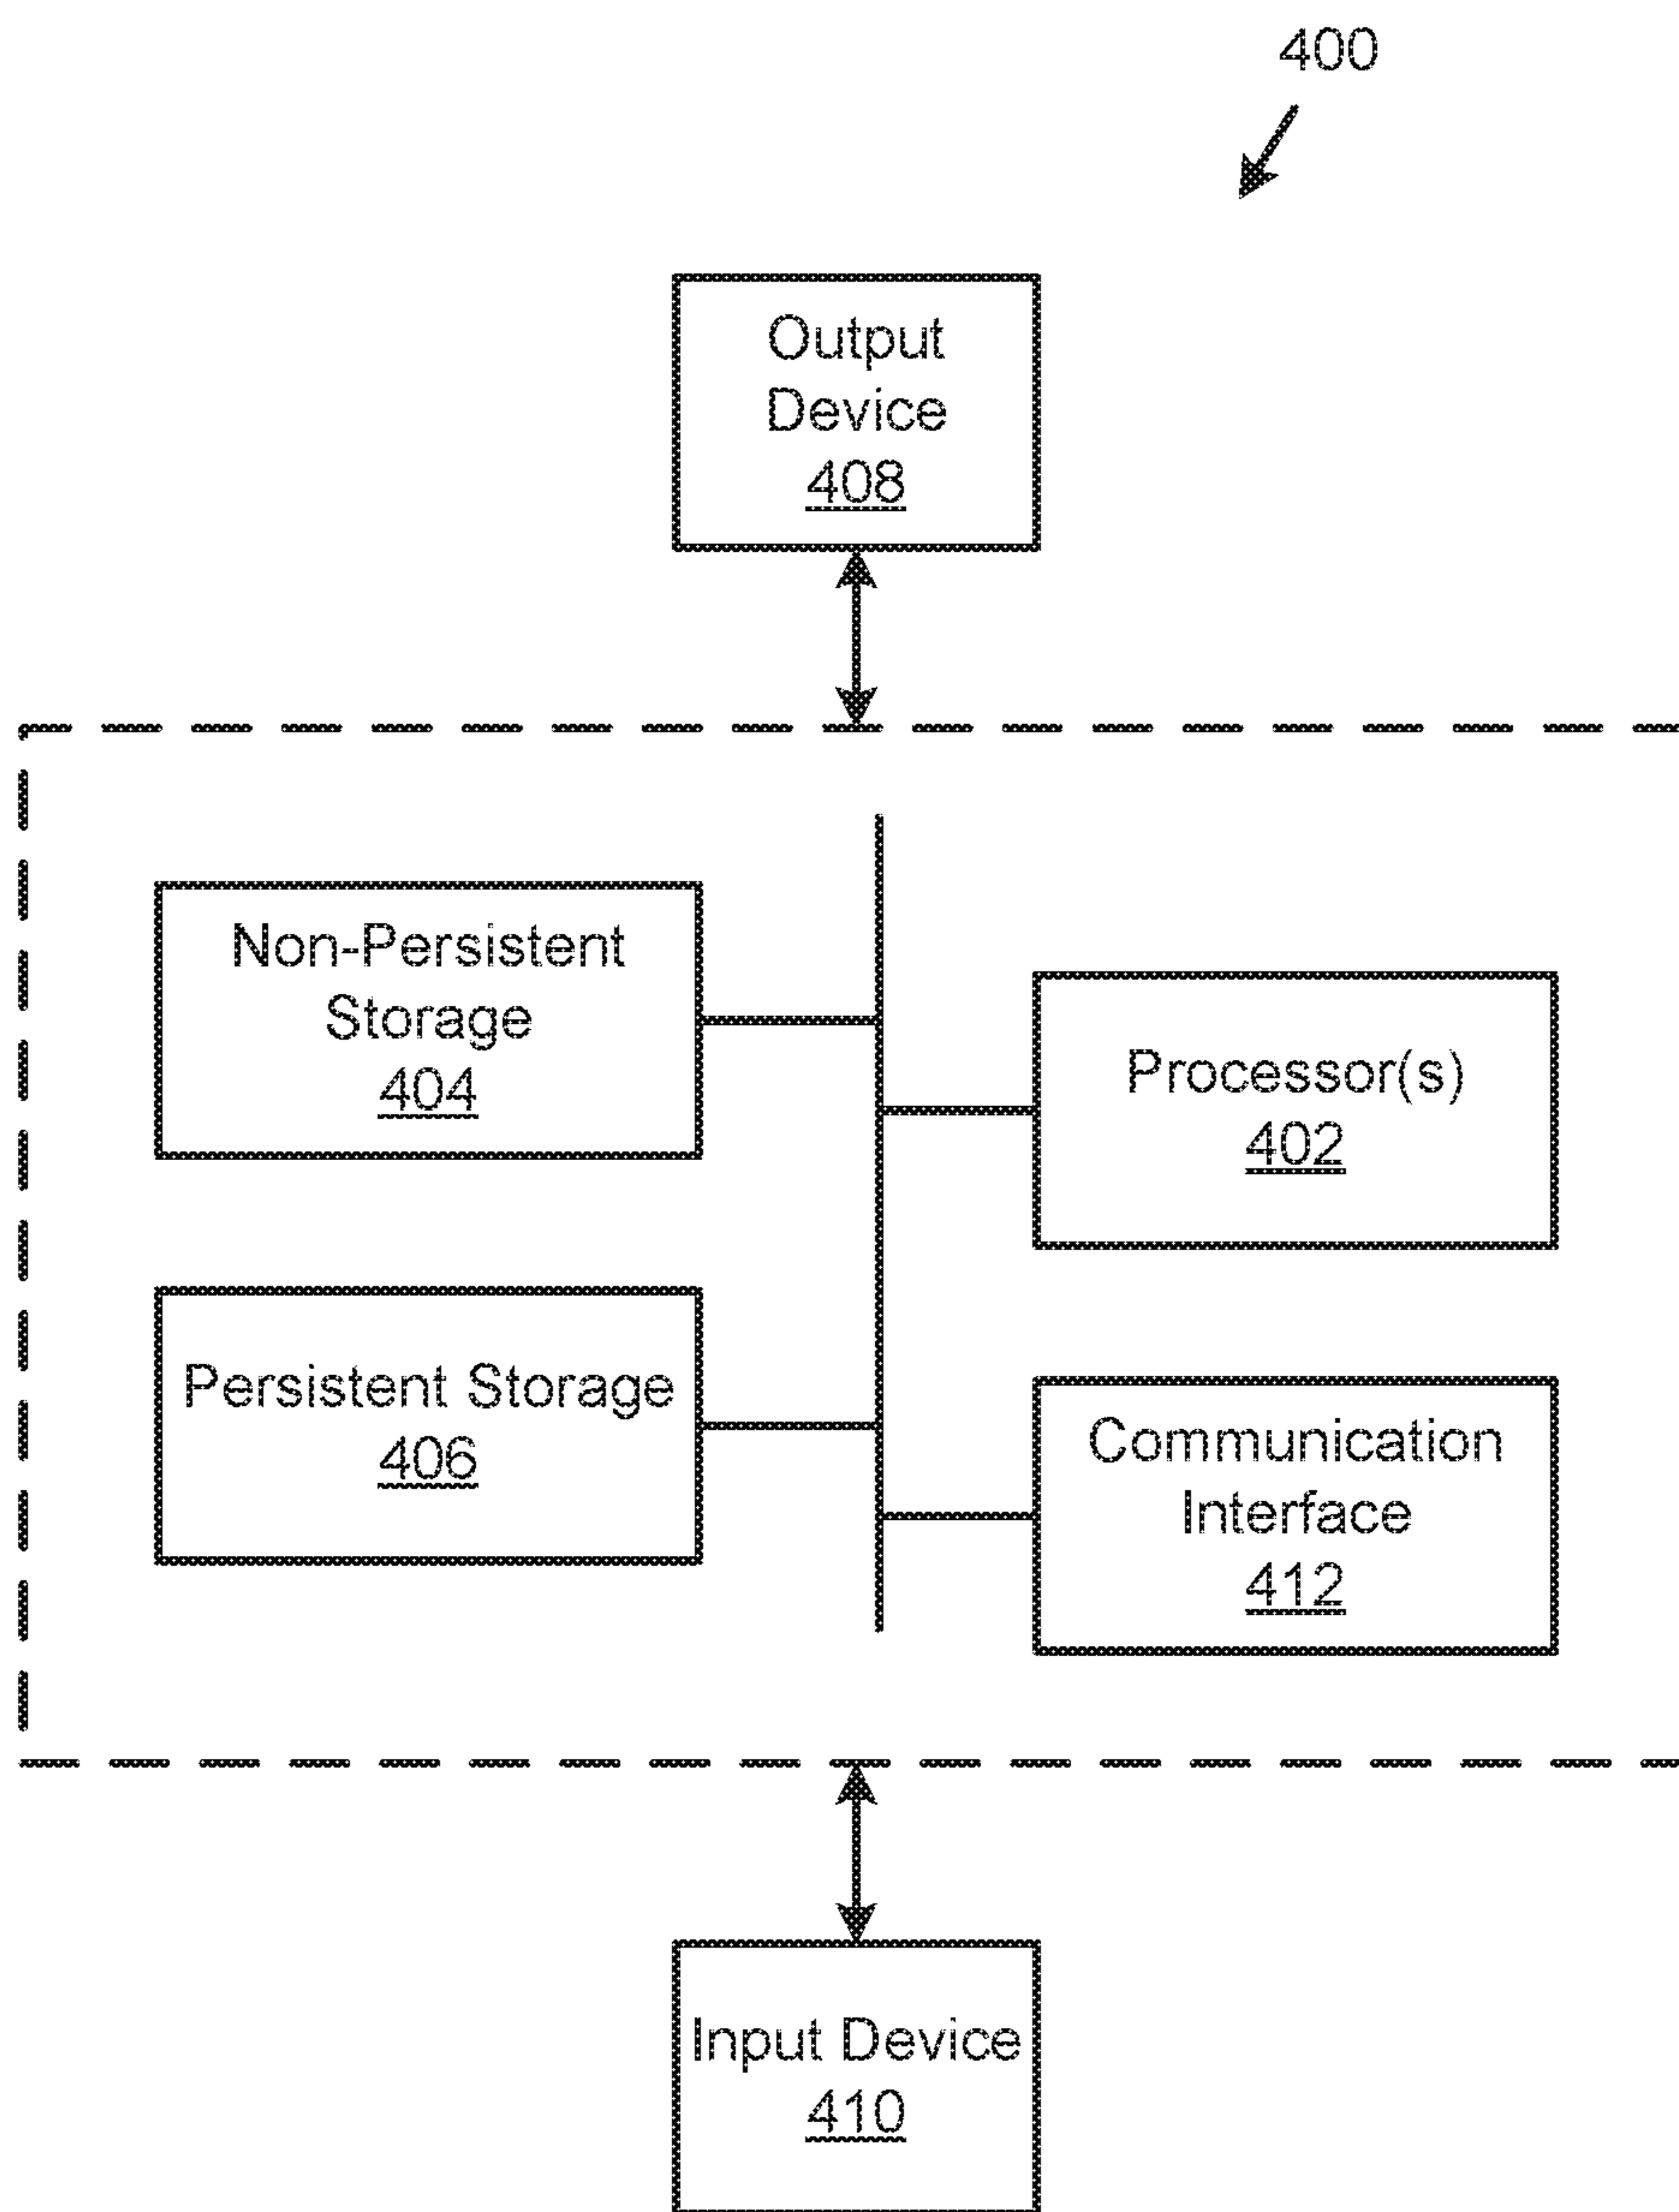 400
Output
Device
408
Non-Persistent
Storage
404
Processor(s)
402
Persistent Storage
406
Communication
Interface
412
Input Device
410